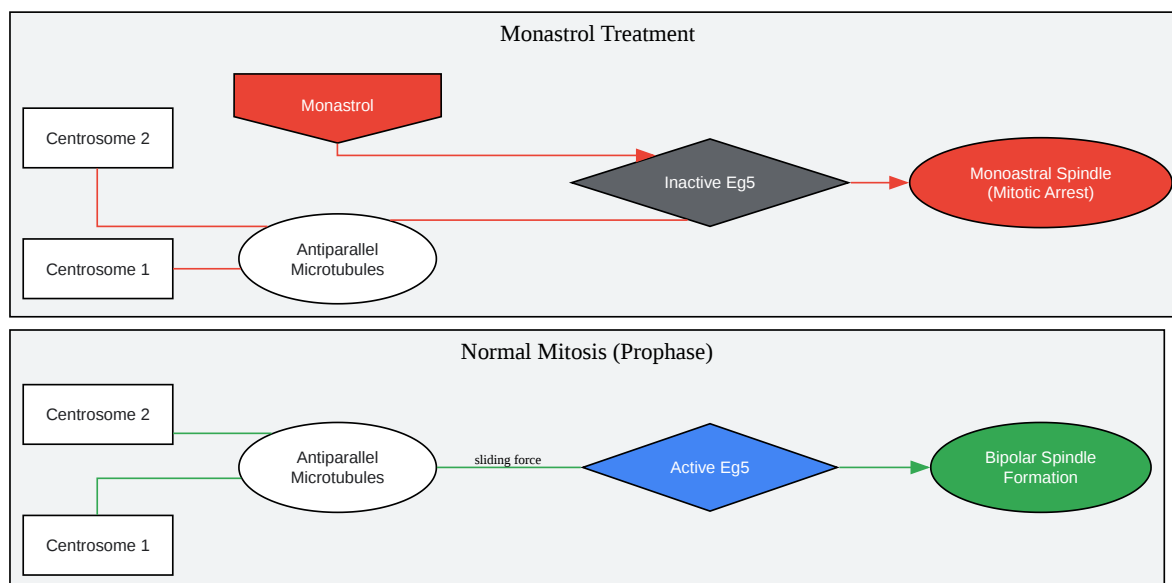 Monastrol Treatment
Monastrol
Centrosome 2
Inactive Eg5
Monoastral Spindle
(Mitotic Arrest)
Antiparallel
Microtubules
Centrosome 1
Normal Mitosis (Prophase)
Centrosome 2
Antiparallel
Microtubules
sliding force
Active Eg5
Bipolar Spindle
Formation
Centrosome 1